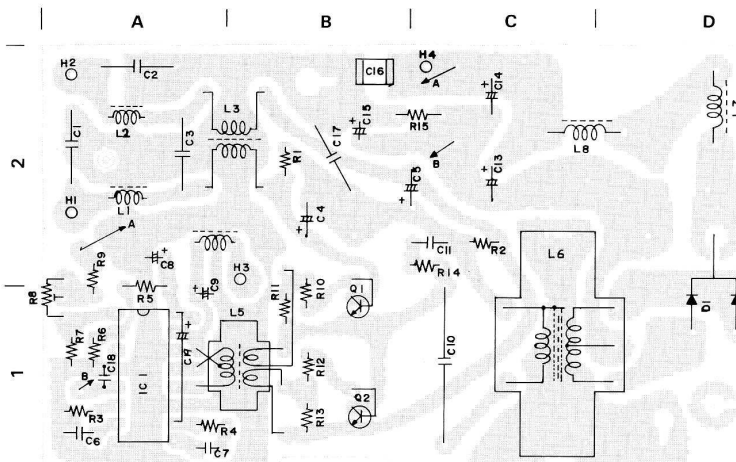 A B C D
2
1
H2
C2
C1
L2
C3
L3
H1
L1
A
R9
C8
R8
R5
C9
H3
R7
R6
B
C18
IC 1
R3
C6
R4
C7
L5
R11
R1
C17
C15
C16
H4
A
R15
B
C5
C14
C13
C4
L8
C11
R14
R2
L6
R10
Q1
R12
R13
Q2
C10
D1